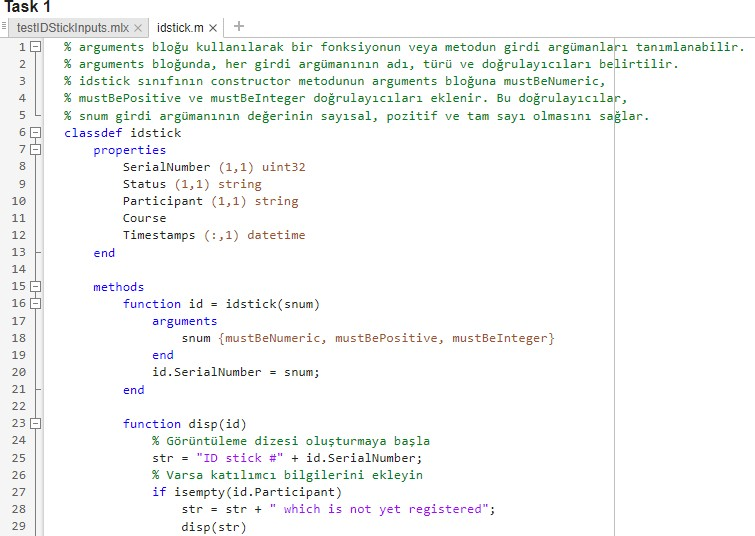 Task 1
testIDStickInputs.mlx × idstick.m × +
1 % arguments bloğu kullanılarak bir fonksiyonun veya metodun girdi argümanları tanımlanabilir.
2 % arguments bloğunda, her girdi argümanının adı, türü ve doğrulayıcıları belirtilir.
3 % idstick sınıfının constructor metodunun arguments bloğuna mustBeNumeric,
4 % mustBePositive ve mustBeInteger doğrulayıcıları eklenir. Bu doğrulayıcılar,
5 % snum girdi argümanının değerinin sayısal, pozitif ve tam sayı olmasını sağlar.
6 classdef idstick
7 properties
8 SerialNumber (1,1) uint32
9 Status (1,1) string
10 Participant (1,1) string
11 Course
12 Timestamps (:,1) datetime
13 end
14
15 methods
16 function id = idstick(snum)
17 arguments
18 snum {mustBeNumeric, mustBePositive, mustBeInteger}
19 end
20 id.SerialNumber = snum;
21 end
22
23 function disp(id)
24 % Görüntüleme dizesi oluşturmaya başla
25 str = "ID stick #" + id.SerialNumber;
26 % Varsa katılımcı bilgilerini ekleyin
27 if isempty(id.Participant)
28 str = str + " which is not yet registered";
29 disp(str)